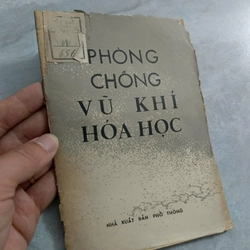 PHÒNG
CHỐNG
VŨ KHÍ
HÓA HỌC
NHÀ XUẤT BẢN PHỔ THÔNG